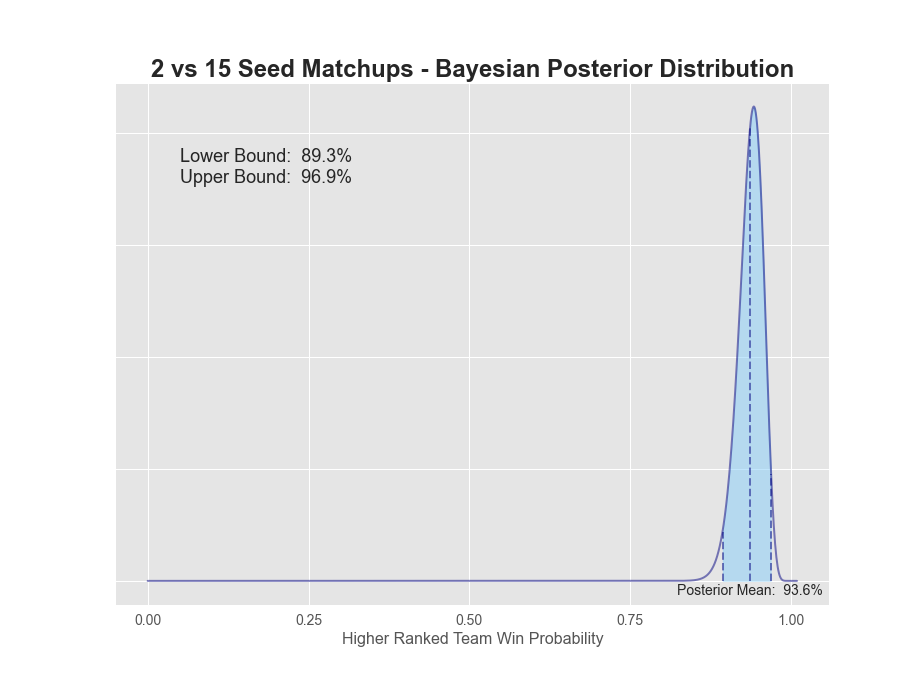 2 vs 15 Seed Matchups - Bayesian Posterior Distribution
Lower Bound: 89.3%
Upper Bound: 96.9%
Posterior Mean: 93.6%
0.00 0.25 0.50 0.75 1.00
Higher Ranked Team Win Probability